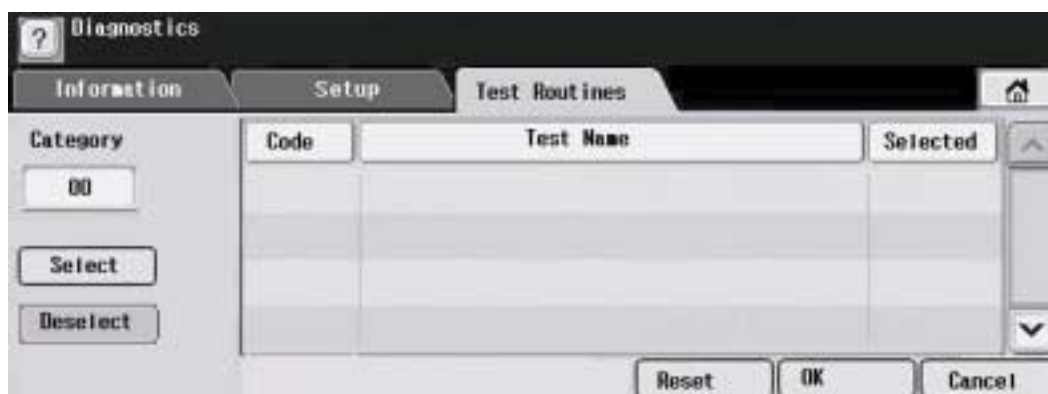 ? Diagnostics
Information Setup Test Routines
Category Code Test Name Selected
00
Select
Deselect
Reset OK Cancel